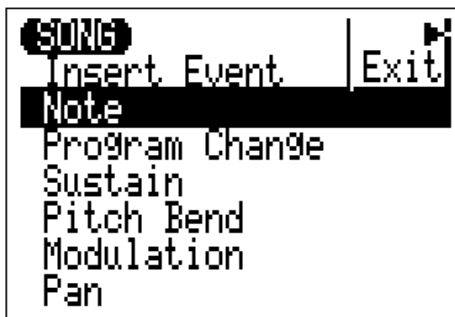 SONG
Insert Event
Exit
Note
Program Change
Sustain
Pitch Bend
Modulation
Pan